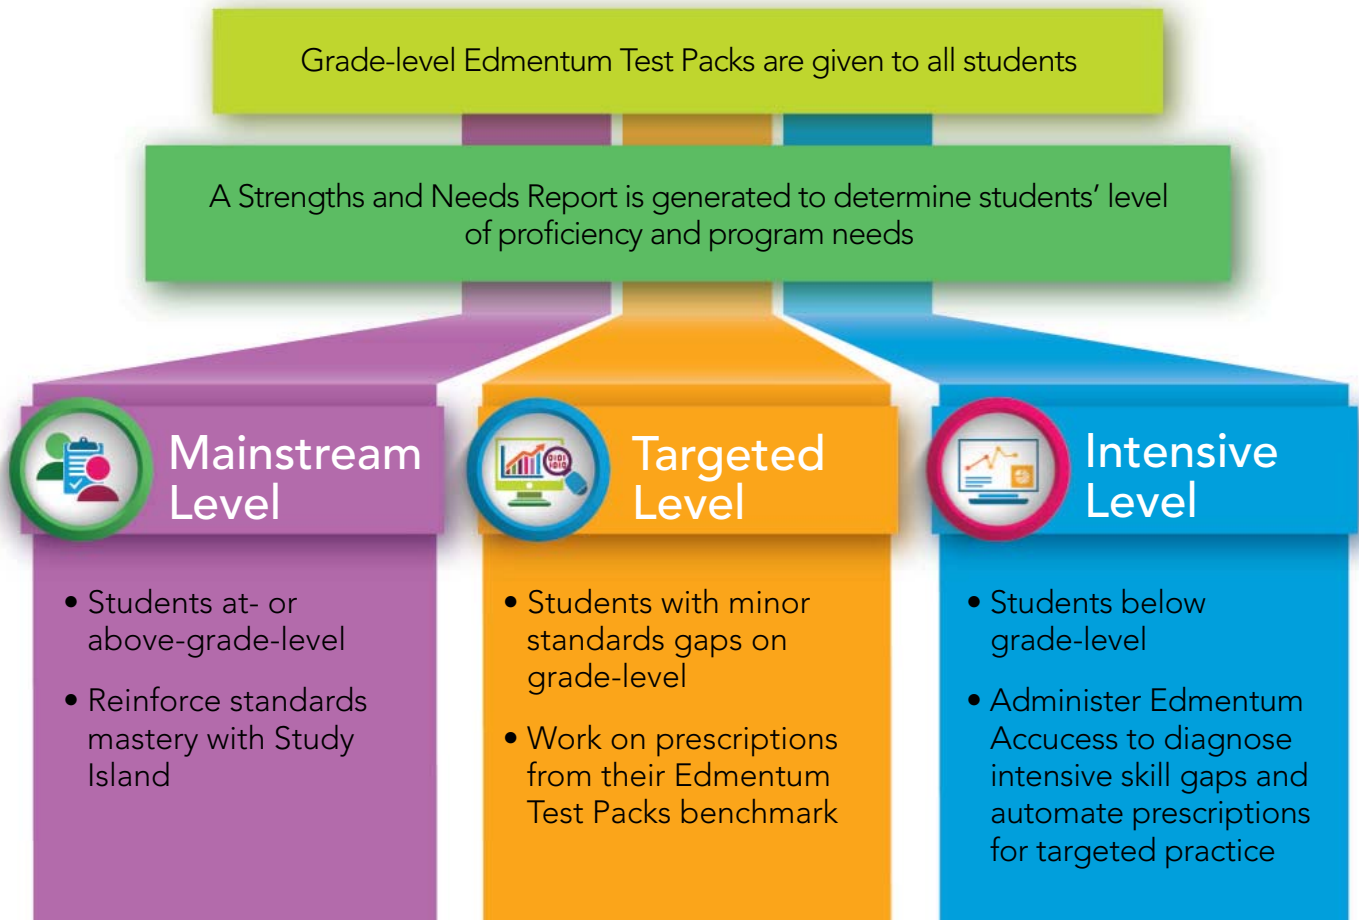 Grade-level Edmentum Test Packs are given to all students
A Strengths and Needs Report is generated to determine students’ level
of proficiency and program needs
Mainstream
Level
• Students at- or
above-grade-level
• Reinforce standards
mastery with Study
Island
Targeted
Level
• Students with minor
standards gaps on
grade-level
• Work on prescriptions
from their Edmentum
Test Packs benchmark
Intensive
Level
• Students below
grade-level
• Administer Edmentum
Accucess to diagnose
intensive skill gaps and
automate prescriptions
for targeted practice